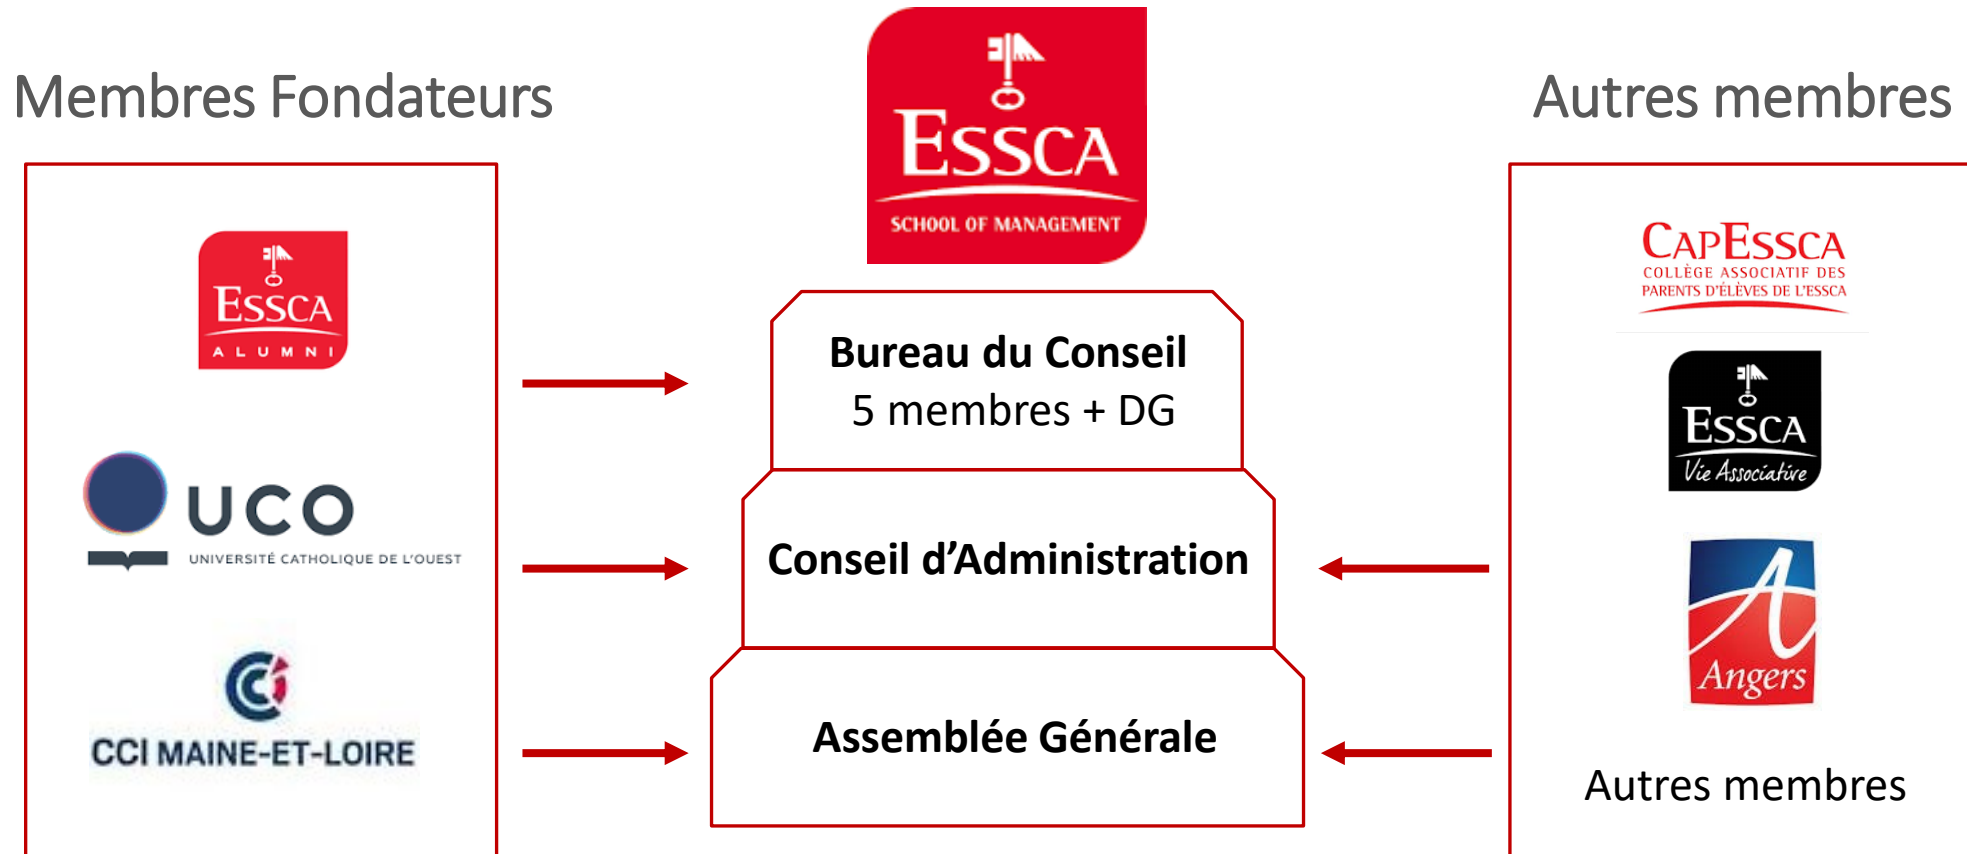 Membres Fondateurs
ESSCA
ALUMNI
UCO
UNIVERSITÉ CATHOLIQUE DE L'OUEST
CCI
CCI MAINE-ET-LOIRE
ESSCA
SCHOOL OF MANAGEMENT
Bureau du Conseil
5 membres + DG
Conseil d’Administration
Assemblée Générale
Autres membres
CAPESSCA
COLLÈGE ASSOCIATIF DES
PARENTS D'ÉLÈVES DE L'ESSCA
ESSCA
Vie Associative
A
Angers
Autres membres